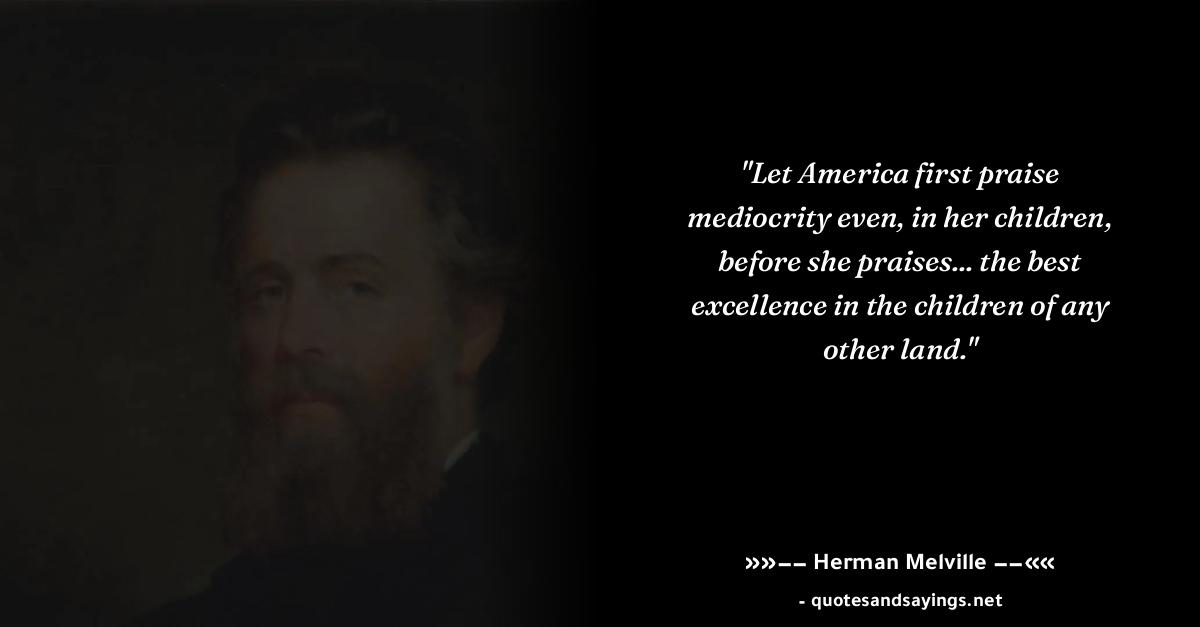 "Let America first praise
mediocrity even, in her children,
before she praises... the best
excellence in the children of any
other land."
»»−− Herman Melville −−««
- quotesandsayings.net